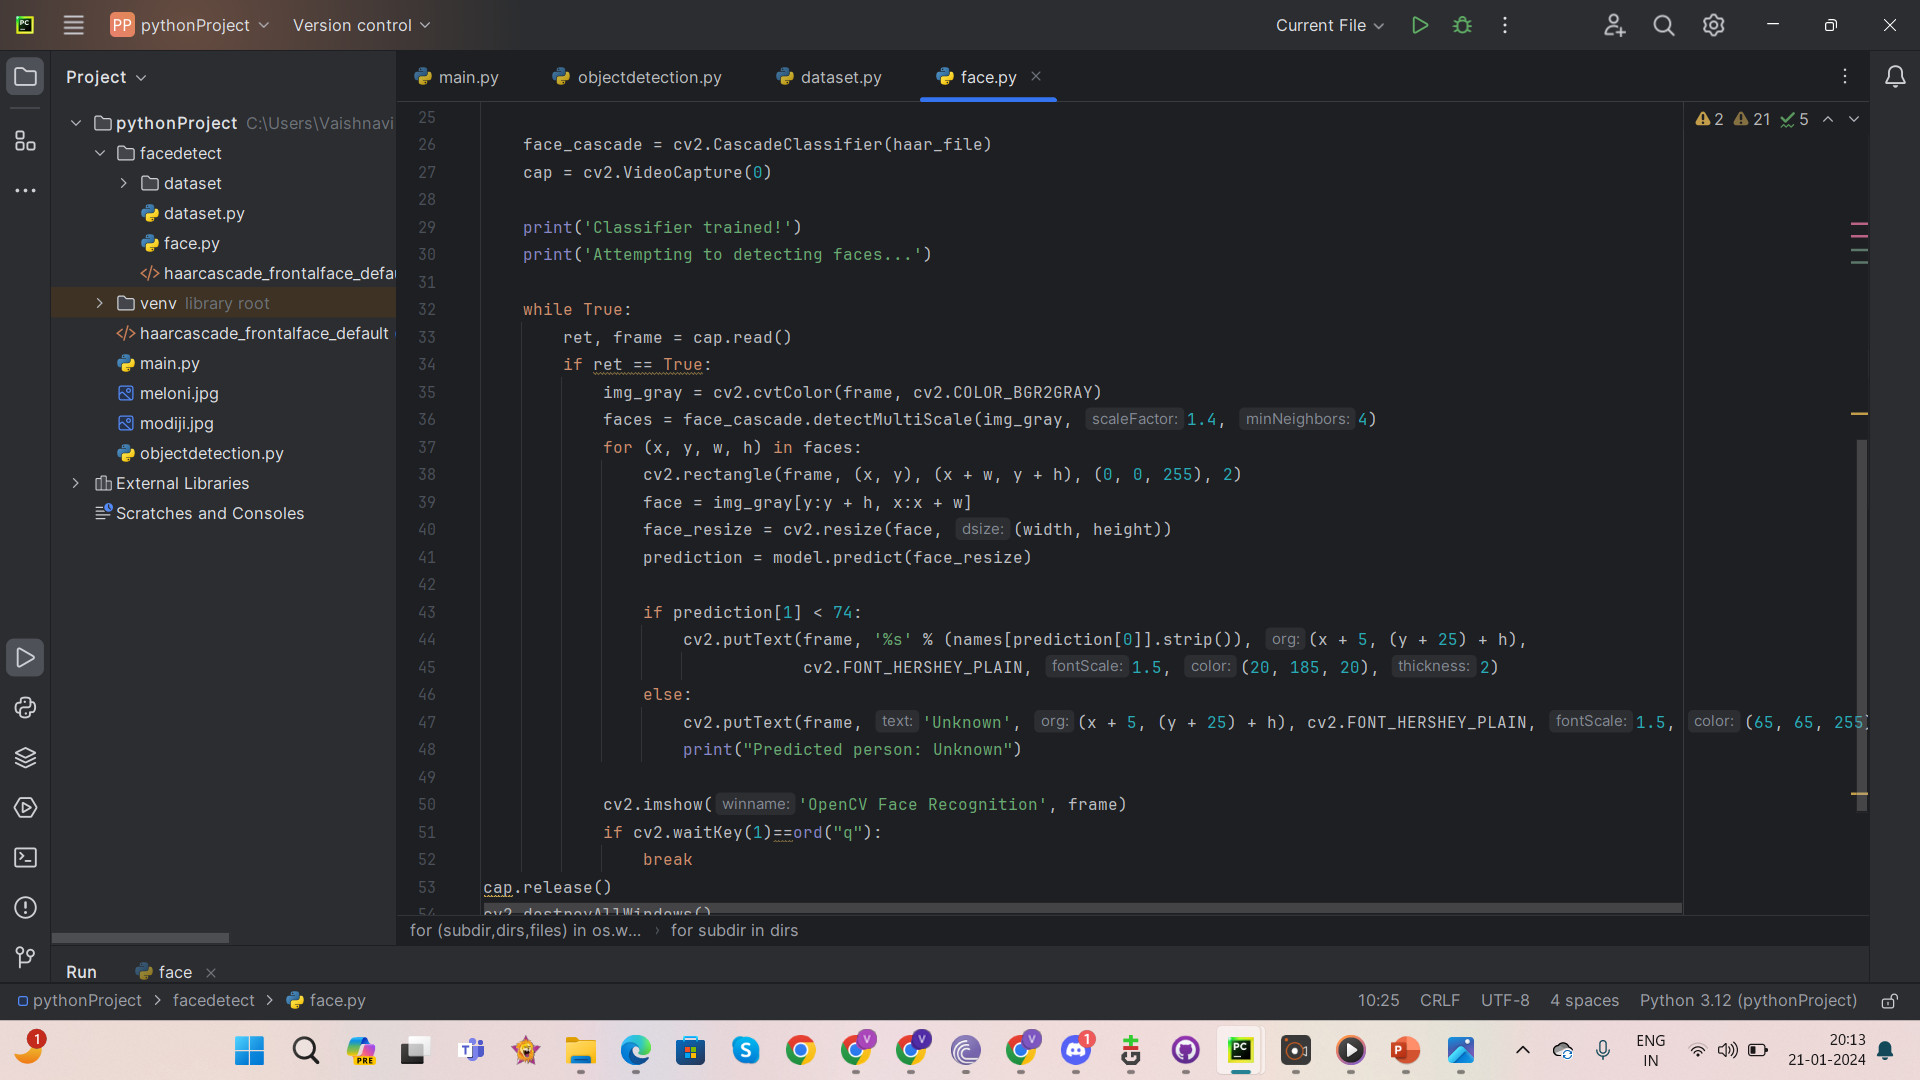 PP pythonProject Version control Current File
Project
main.py objectdetection.py dataset.py face.py
2 21 5
pythonProject C:\Users\Vaishnavi
facedetect
dataset
dataset.py
face.py
haarcascade_frontalface_defau
venv library root
haarcascade_frontalface_default
main.py
meloni.jpg
modiji.jpg
objectdetection.py
External Libraries
Scratches and Consoles
25
26 face_cascade = cv2.CascadeClassifier(haar_file)
27 cap = cv2.VideoCapture(0)
28
29 print('Classifier trained!')
30 print('Attempting to detecting faces...')
31
32 while True:
33 ret, frame = cap.read()
34 if ret == True:
35 img_gray = cv2.cvtColor(frame, cv2.COLOR_BGR2GRAY)
36 faces = face_cascade.detectMultiScale(img_gray, scaleFactor: 1.4, minNeighbors: 4)
37 for (x, y, w, h) in faces:
38 cv2.rectangle(frame, (x, y), (x + w, y + h), (0, 0, 255), 2)
39 face = img_gray[y:y + h, x:x + w]
40 face_resize = cv2.resize(face, dsize: (width, height))
41 prediction = model.predict(face_resize)
42
43 if prediction[1] < 74:
44 cv2.putText(frame, '%s' % (names[prediction[0]].strip()), org: (x + 5, (y + 25) + h),
45 cv2.FONT_HERSHEY_PLAIN, fontScale: 1.5, color: (20, 185, 20), thickness: 2)
46 else:
47 cv2.putText(frame, text: 'Unknown', org: (x + 5, (y + 25) + h), cv2.FONT_HERSHEY_PLAIN, fontScale: 1.5, color: (65, 65, 255)
48 print("Predicted person: Unknown")
49
50 cv2.imshow( winname: 'OpenCV Face Recognition', frame)
51 if cv2.waitKey(1)==ord("q"):
52 break
53 cap.release()
54 cv2.destroyAllWindows()
for (subdir,dirs,files) in os.w... › for subdir in dirs
Run face
pythonProject > facedetect > face.py 10:25 CRLF UTF-8 4 spaces Python 3.12 (pythonProject)
1 PRE V V V 1 PC P ENG 20:13
IN 21-01-2024